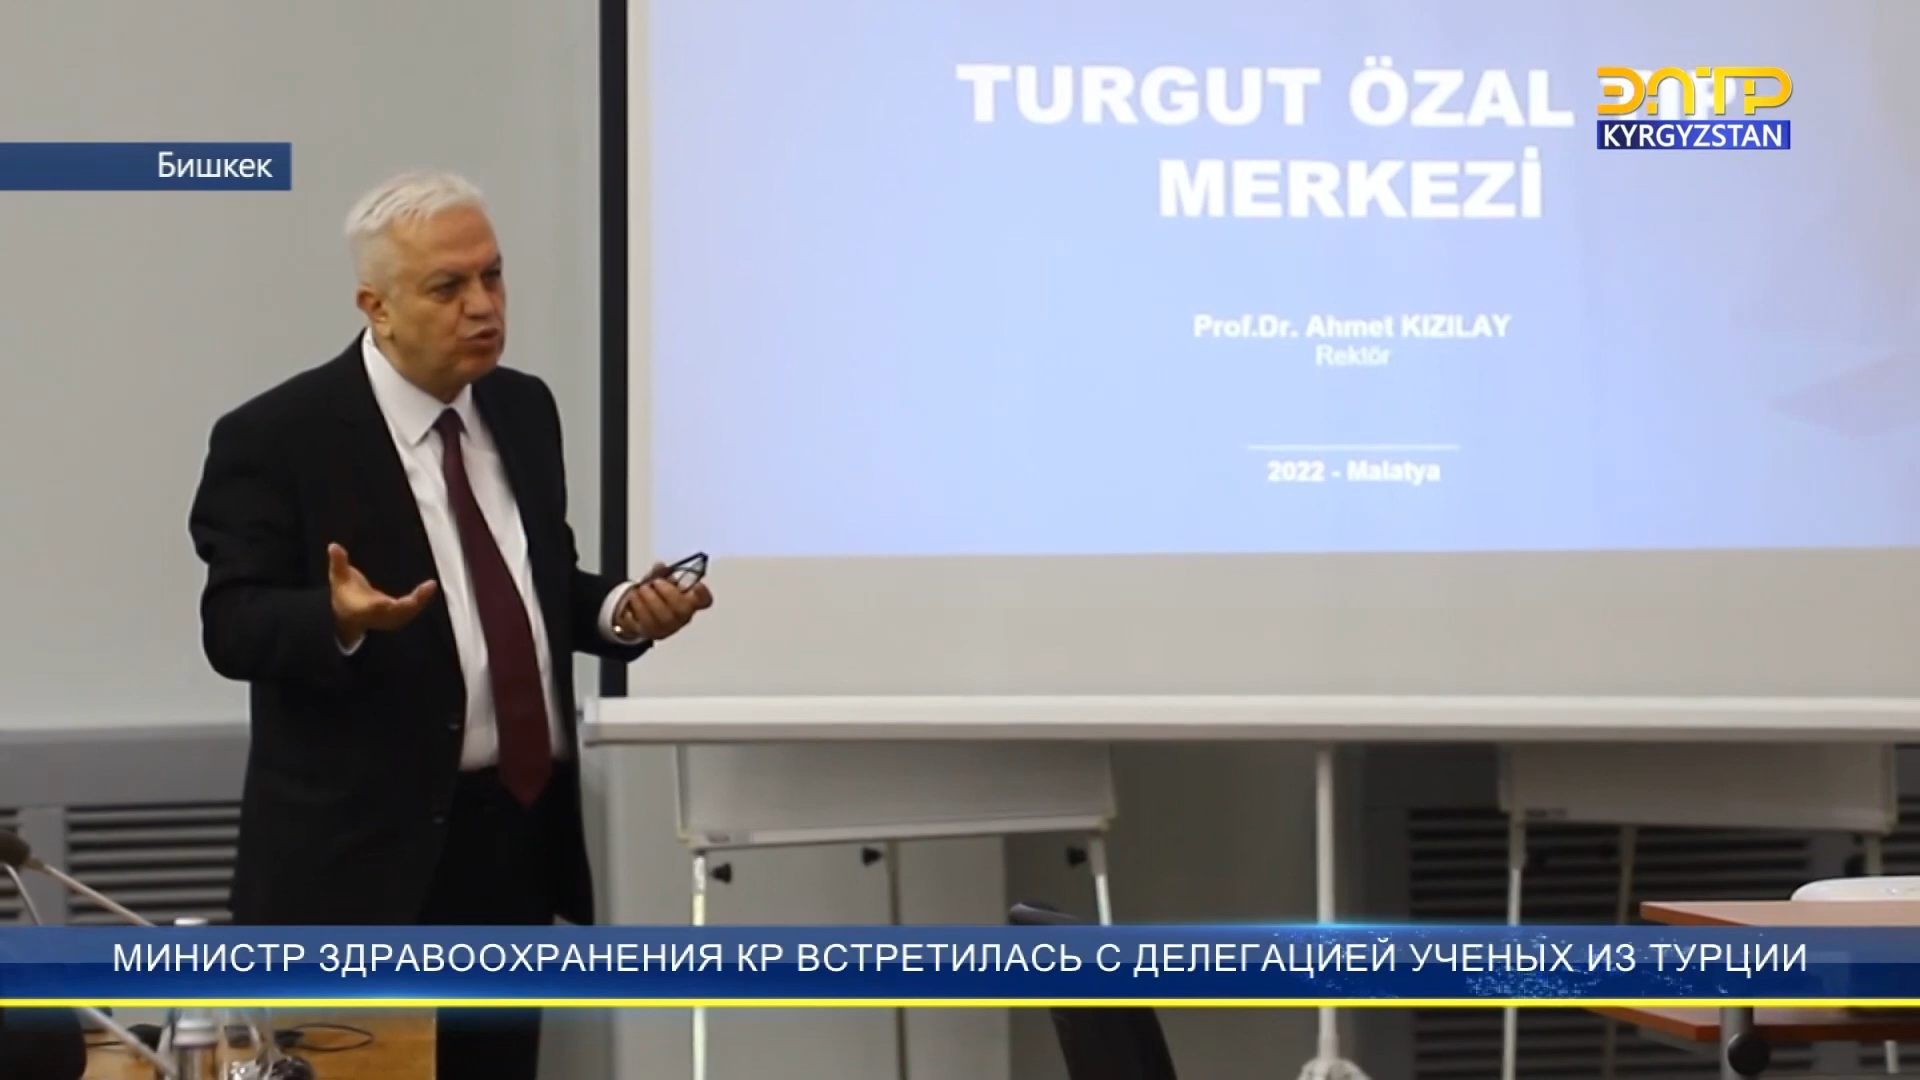 TURGUT ÖZAL
MERKEZİ
Prof.Dr. Ahmet KIZILAY
Rektör
2022 - Malatya
ЭЛТР
KYRGYZSTAN
Бишкек
МИНИСТР ЗДРАВООХРАНЕНИЯ КР ВСТРЕТИЛАСЬ С ДЕЛЕГАЦИЕЙ УЧЕНЫХ ИЗ ТУРЦИИ